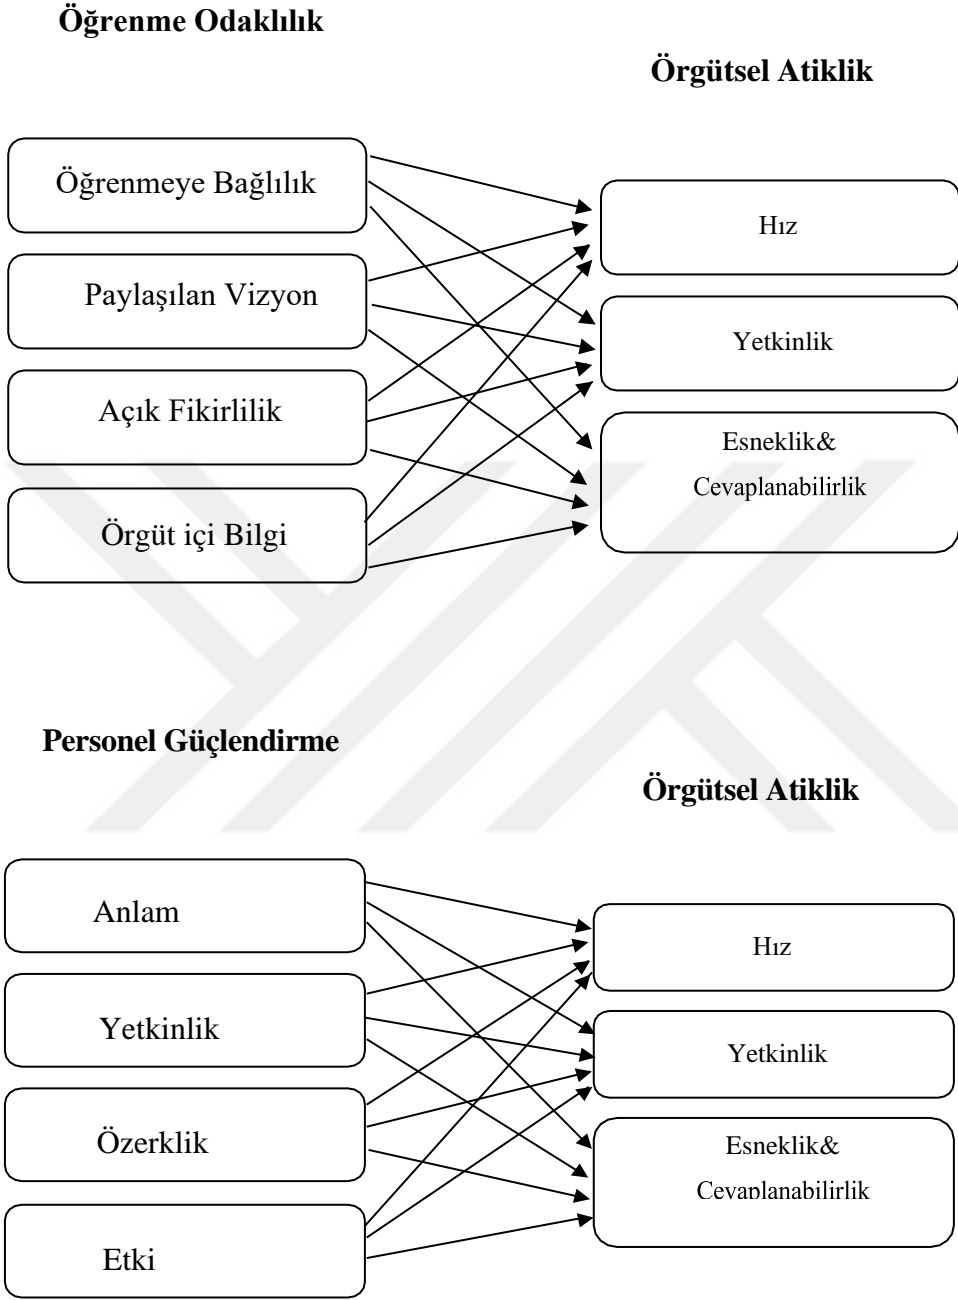 Öğrenme Odaklılık
Örgütsel Atiklik
Öğrenmeye Bağlılık
Paylaşılan Vizyon
Açık Fikirlilik
Örgüt içi Bilgi
Hız
Yetkinlik
Esneklik&
Cevaplanabilirlik
Personel Güçlendirme
Örgütsel Atiklik
Anlam
Yetkinlik
Özerklik
Etki
Hız
Yetkinlik
Esneklik&
Cevaplanabilirlik